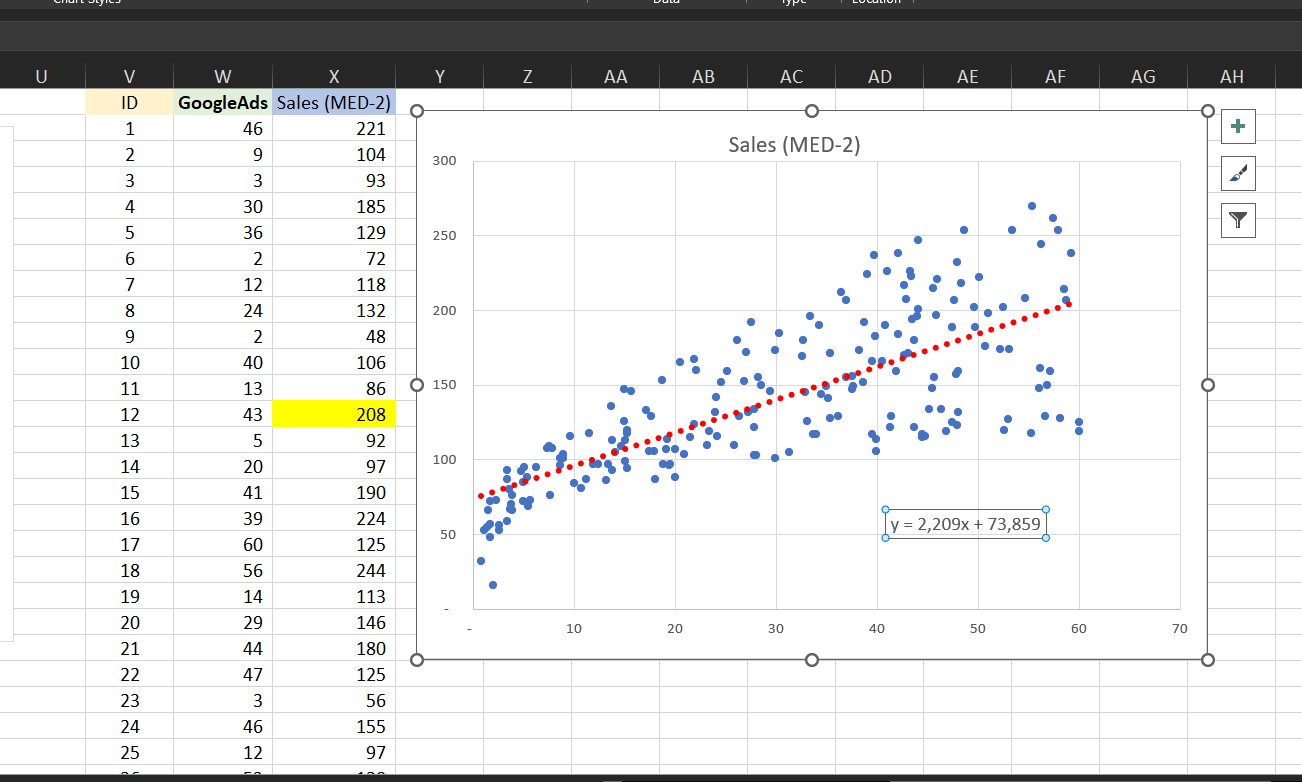 Chart Styles Data Type Location
U V W X Y Z AA AB AC AD AE AF AG AH
ID GoogleAds Sales (MED-2)
1 46 221
2 9 104
3 3 93
4 30 185
5 36 129
6 2 72
7 12 118
8 24 132
9 2 48
10 40 106
11 13 86
12 43 208
13 5 92
14 20 97
15 41 190
16 39 224
17 60 125
18 56 244
19 14 113
20 29 146
21 44 180
22 47 125
23 3 56
24 46 155
25 12 97
Sales (MED-2)
300
250
200
150
100
50
-
y = 2,209x + 73,859
- 10 20 30 40 50 60 70